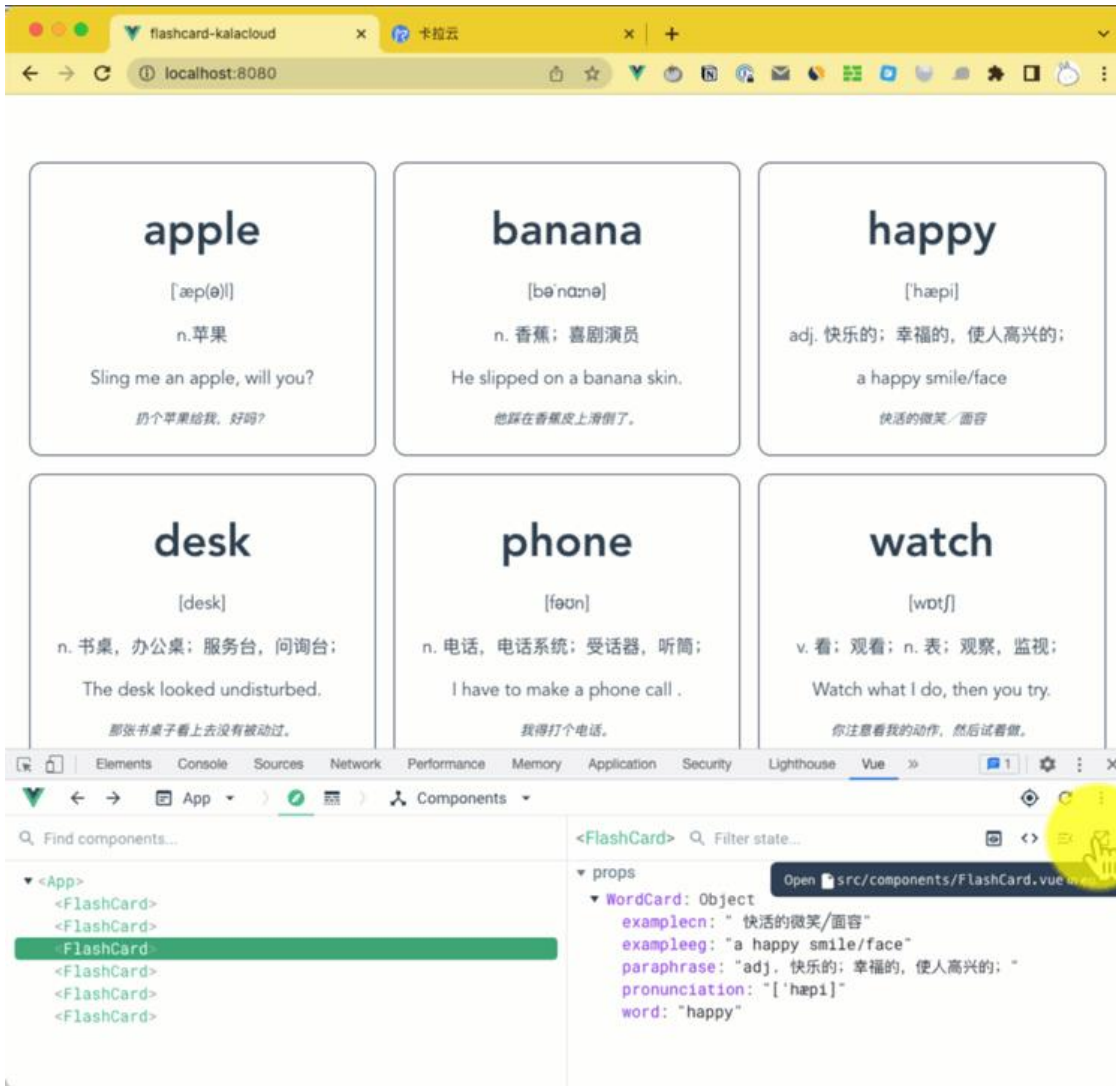 flashcard-kalacloud
卡拉云
localhost:8080
apple
[ˈæp(ə)l]
n.苹果
Sling me an apple, will you?
扔个苹果给我，好吗?
banana
[bəˈnɑːnə]
n. 香蕉；喜剧演员
He slipped on a banana skin.
他踩在香蕉皮上滑倒了。
happy
[ˈhæpi]
adj. 快乐的；幸福的，使人高兴的；
a happy smile/face
快活的微笑╱面容
desk
[desk]
n. 书桌，办公桌；服务台，问询台；
The desk looked undisturbed.
那张书桌子看上去没有被动过。
phone
[fəʊn]
n. 电话，电话系统；受话器，听筒；
I have to make a phone call .
我得打个电话。
watch
[wɒtʃ]
v. 看；观看；n. 表；观察，监视；
Watch what I do, then you try.
你注意看我的动作，然后试着做。
Elements Console Sources Network Performance Memory Application Security Lighthouse Vue » 1
App Components
Find components...
<App>
<FlashCard>
<FlashCard>
<FlashCard>
<FlashCard>
<FlashCard>
<FlashCard>
<FlashCard> Filter state...
Open src/components/FlashCard.vue
props
WordCard: Object
examplecn: " 快活的微笑╱面容"
exampleeg: "a happy smile/face"
paraphrase: "adj. 快乐的；幸福的，使人高兴的；"
pronunciation: "[ˈhæpi]"
word: "happy"